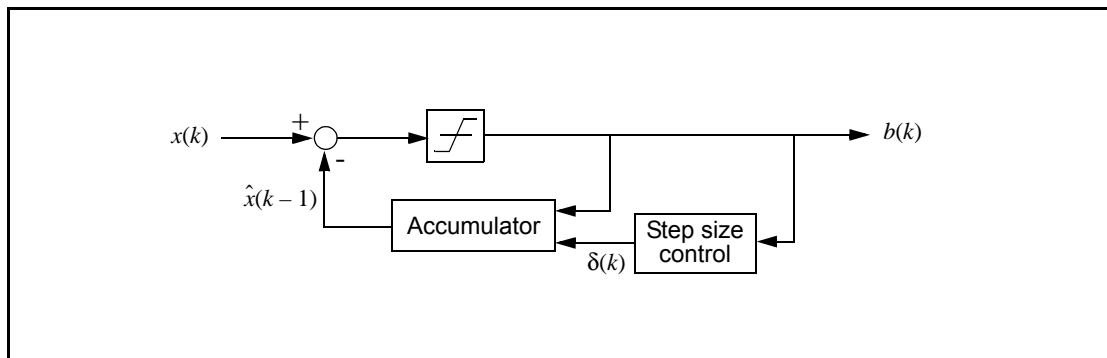 x(k)
+
-
b(k)
x̂(k – 1)
Accumulator
Step size
control
δ(k)